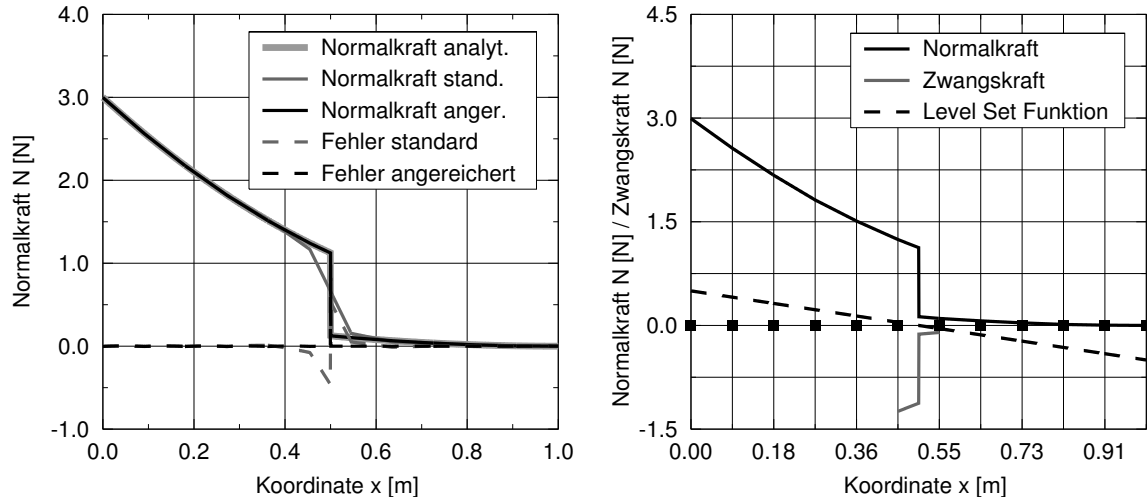 4.0
3.0
2.0
1.0
0.0
-1.0
Normalkraft N [N]
Normalkraft analyt.
Normalkraft stand.
Normalkraft anger.
Fehler standard
Fehler angereichert
0.0 0.2 0.4 0.6 0.8 1.0
Koordinate x [m]
4.5
3.0
1.5
0.0
-1.5
Normalkraft N [N] / Zwangskraft N [N]
Normalkraft
Zwangskraft
Level Set Funktion
0.00 0.18 0.36 0.55 0.73 0.91
Koordinate x [m]